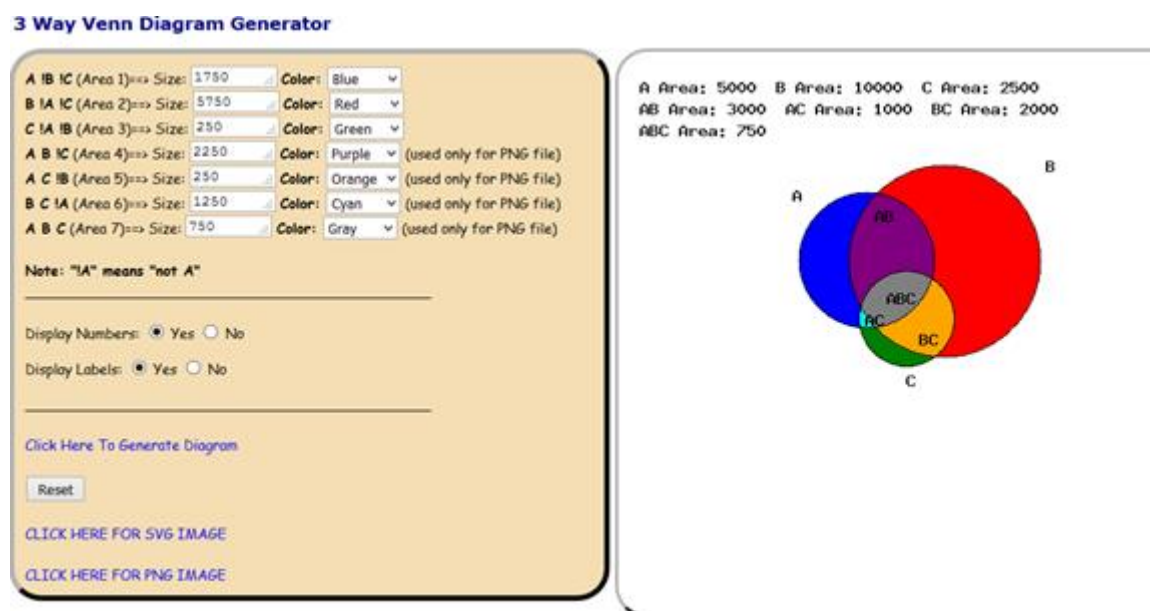 3 Way Venn Diagram Generator
A !B !C (Area 1)==> Size: 1750 Color: Blue
B !A !C (Area 2)==> Size: 5750 Color: Red
C !A !B (Area 3)==> Size: 250 Color: Green
A B !C (Area 4)==> Size: 2250 Color: Purple (used only for PNG file)
A C !B (Area 5)==> Size: 250 Color: Orange (used only for PNG file)
B C !A (Area 6)==> Size: 1250 Color: Cyan (used only for PNG file)
A B C (Area 7)==> Size: 750 Color: Gray (used only for PNG file)
Note: "!A" means "not A"
Display Numbers: Yes No
Display Labels: Yes No
Click Here To Generate Diagram
Reset
CLICK HERE FOR SVG IMAGE
CLICK HERE FOR PNG IMAGE
A Area: 5000 B Area: 10000 C Area: 2500
AB Area: 3000 AC Area: 1000 BC Area: 2000
ABC Area: 750
B
A
AB
ABC
AC
BC
C